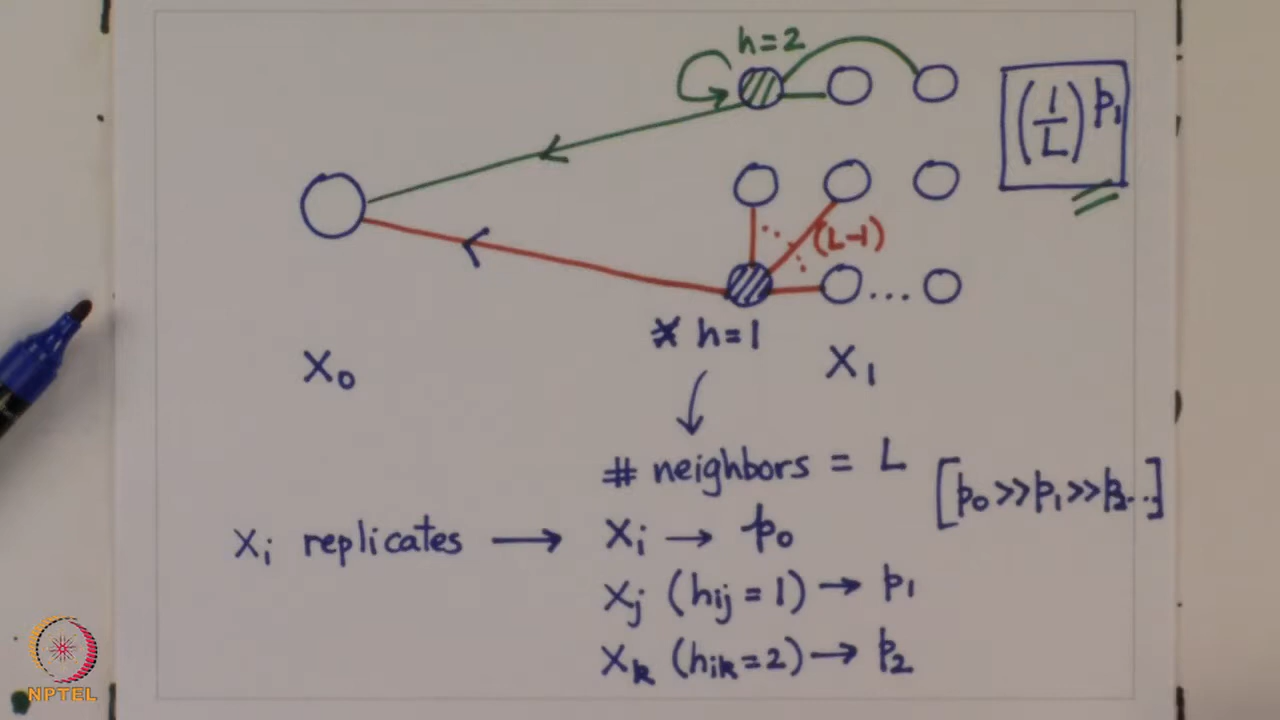 h=2
(1/L) p₁
(L-1)
* h=1
X₀ X₁
# neighbors = L [p₀>>p₁>>p₂...]
Xᵢ replicates → Xᵢ → p₀
Xⱼ (hᵢⱼ = 1) → p₁
Xₖ (hᵢₖ = 2) → p₂
NPTEL